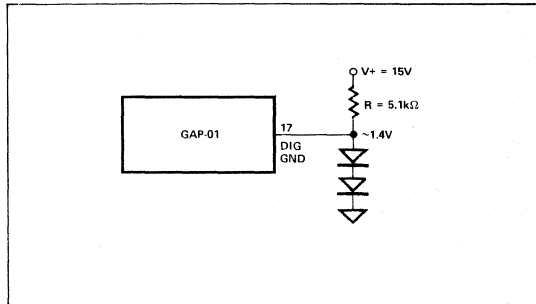 V+ = 15V
R = 5.1kΩ
GAP-01
17
~1.4V
DIG
GND